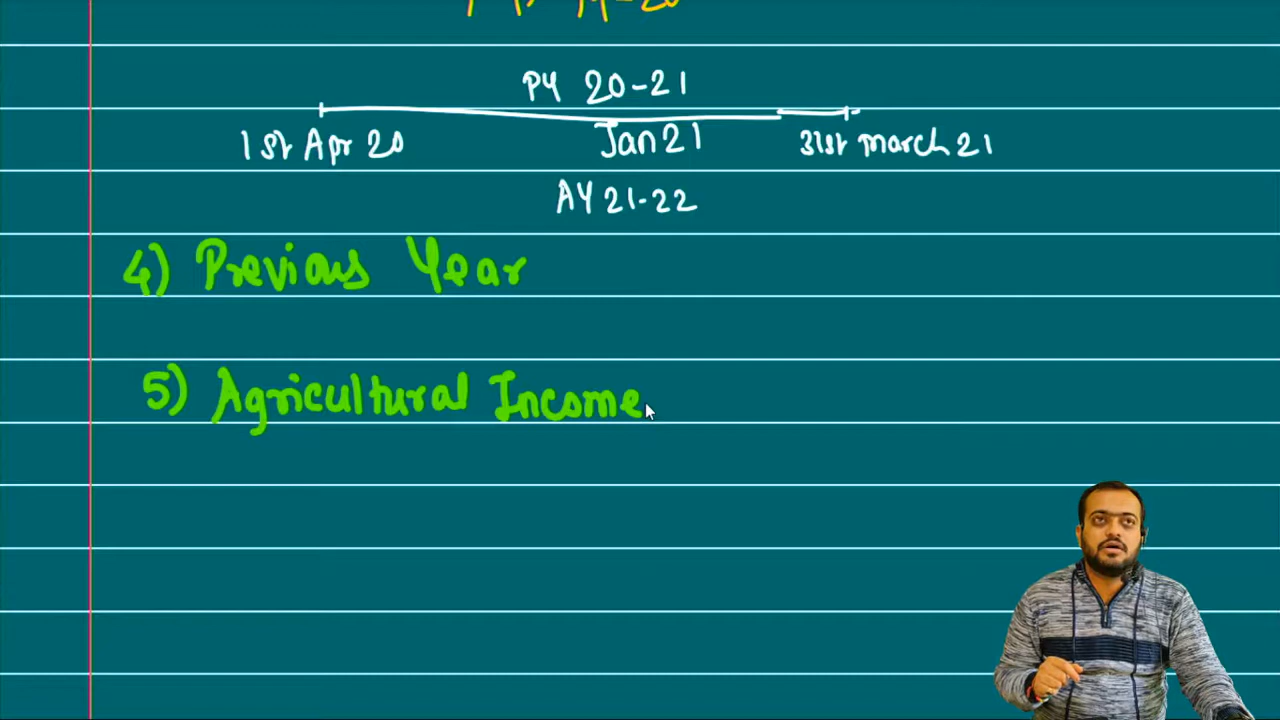 PY 20-21
1st Apr 20 Jan 21 31st march 21
AY 21-22
4) Previous Year
5) Agricultural Income